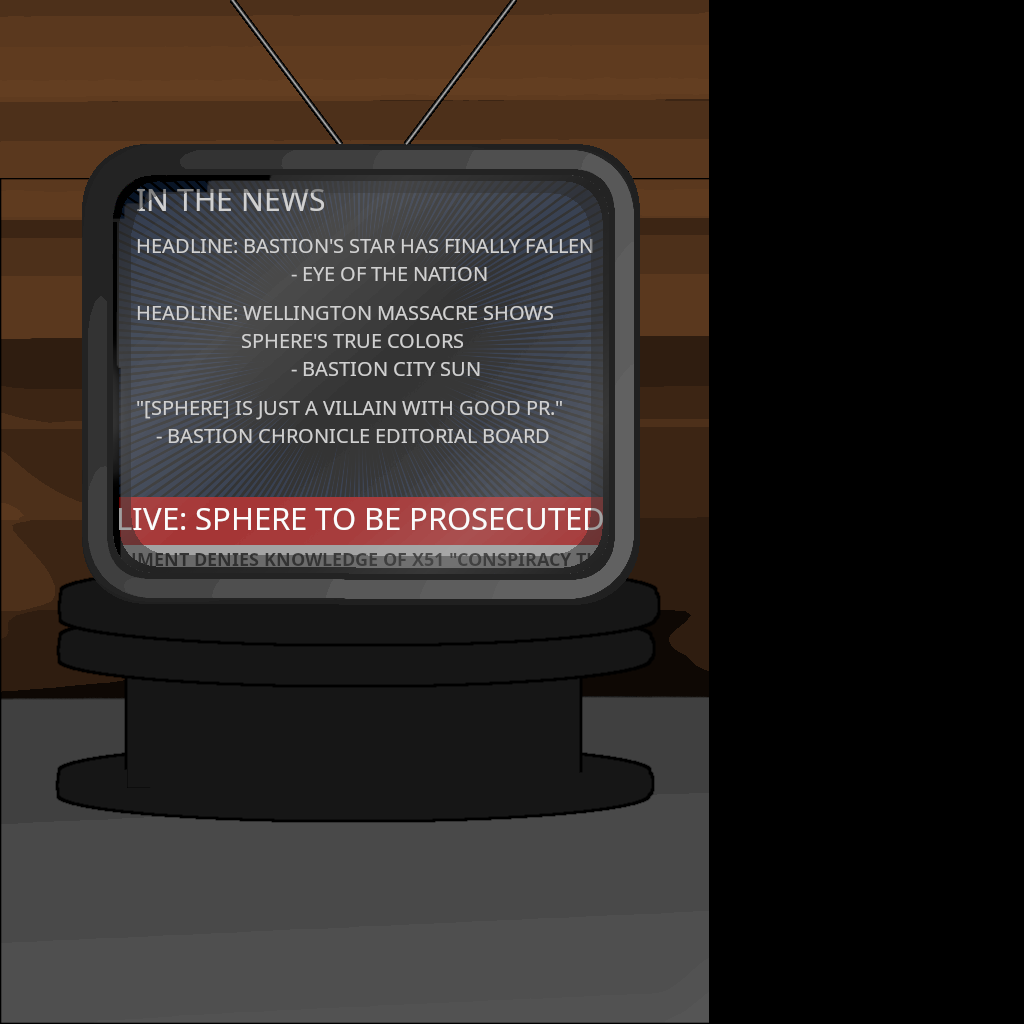 IN THE NEWS
HEADLINE: BASTION'S STAR HAS FINALLY FALLEN
- EYE OF THE NATION
HEADLINE: WELLINGTON MASSACRE SHOWS
SPHERE'S TRUE COLORS
- BASTION CITY SUN
"[SPHERE] IS JUST A VILLAIN WITH GOOD PR."
- BASTION CHRONICLE EDITORIAL BOARD
LIVE: SPHERE TO BE PROSECUTED
MENT DENIES KNOWLEDGE OF X51 "CONSPIRACY